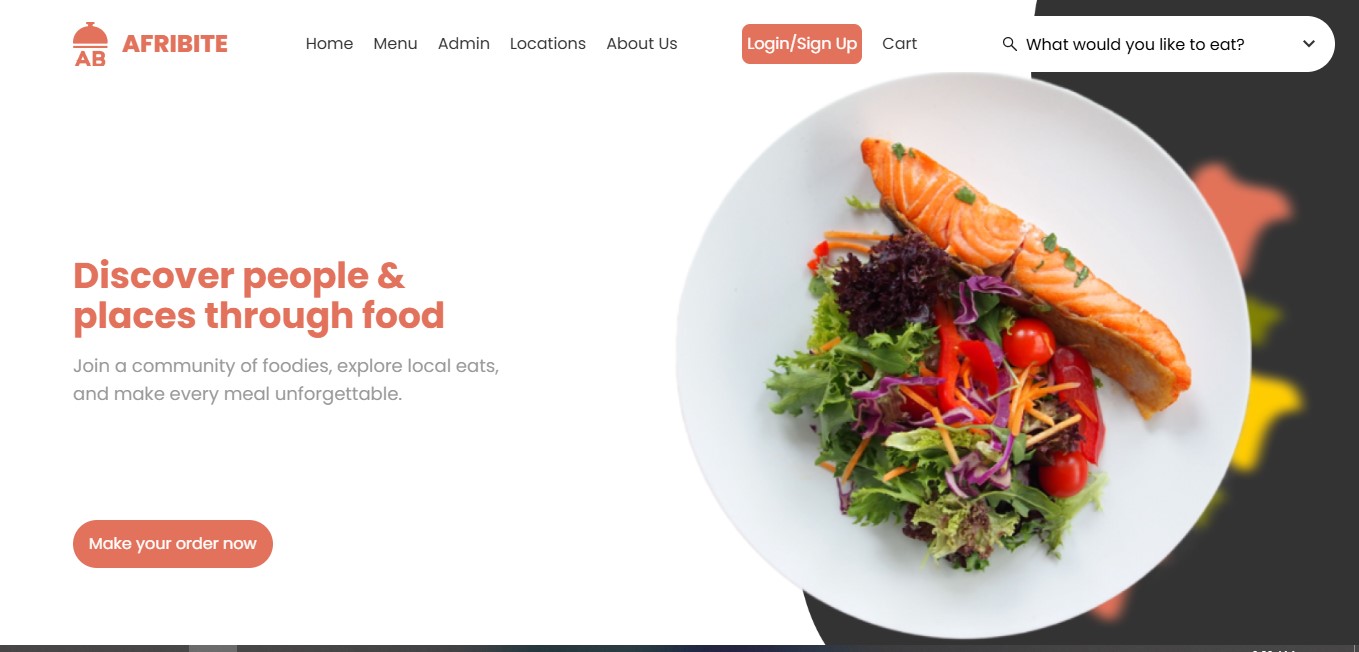 AB
AFRIBITE
Home Menu Admin Locations About Us Login/Sign Up Cart What would you like to eat?
Discover people &
places through food
Join a community of foodies, explore local eats,
and make every meal unforgettable.
Make your order now